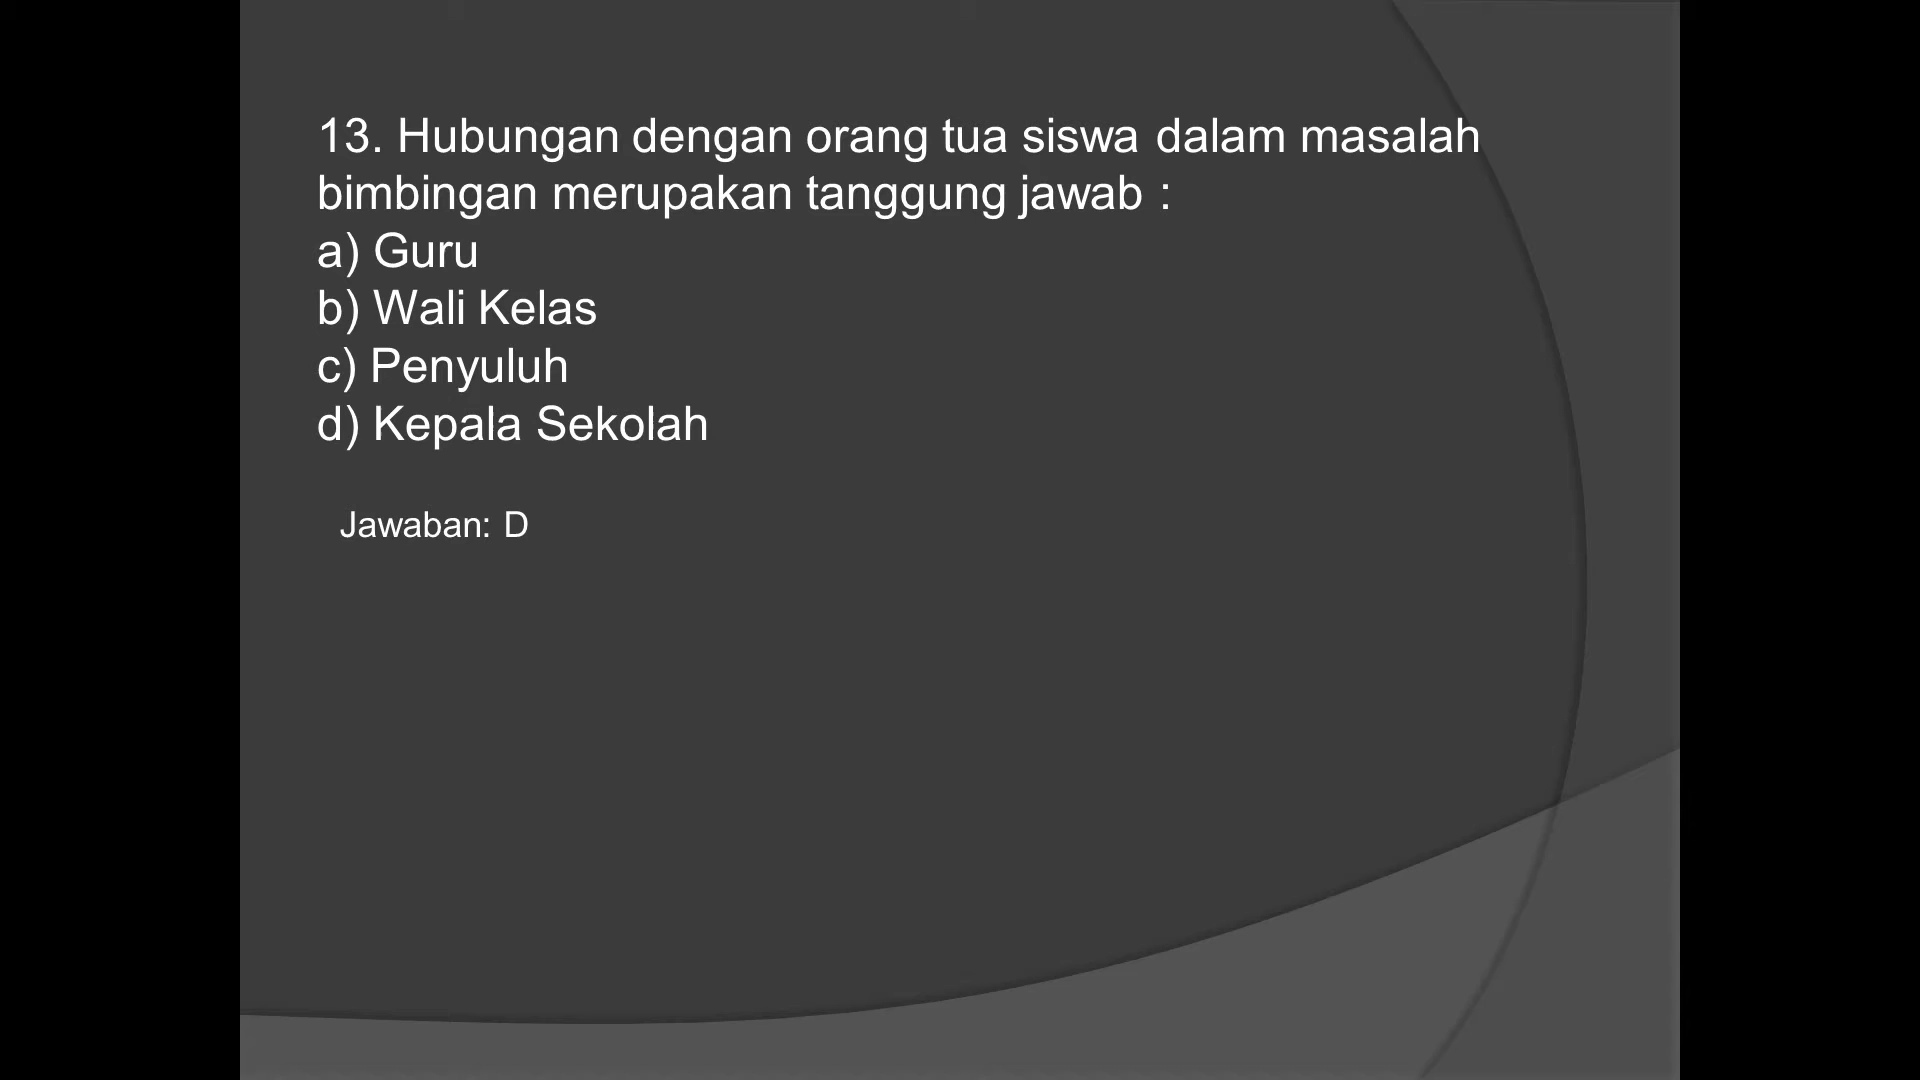 13. Hubungan dengan orang tua siswa dalam masalah
bimbingan merupakan tanggung jawab :
a) Guru
b) Wali Kelas
c) Penyuluh
d) Kepala Sekolah
Jawaban: D